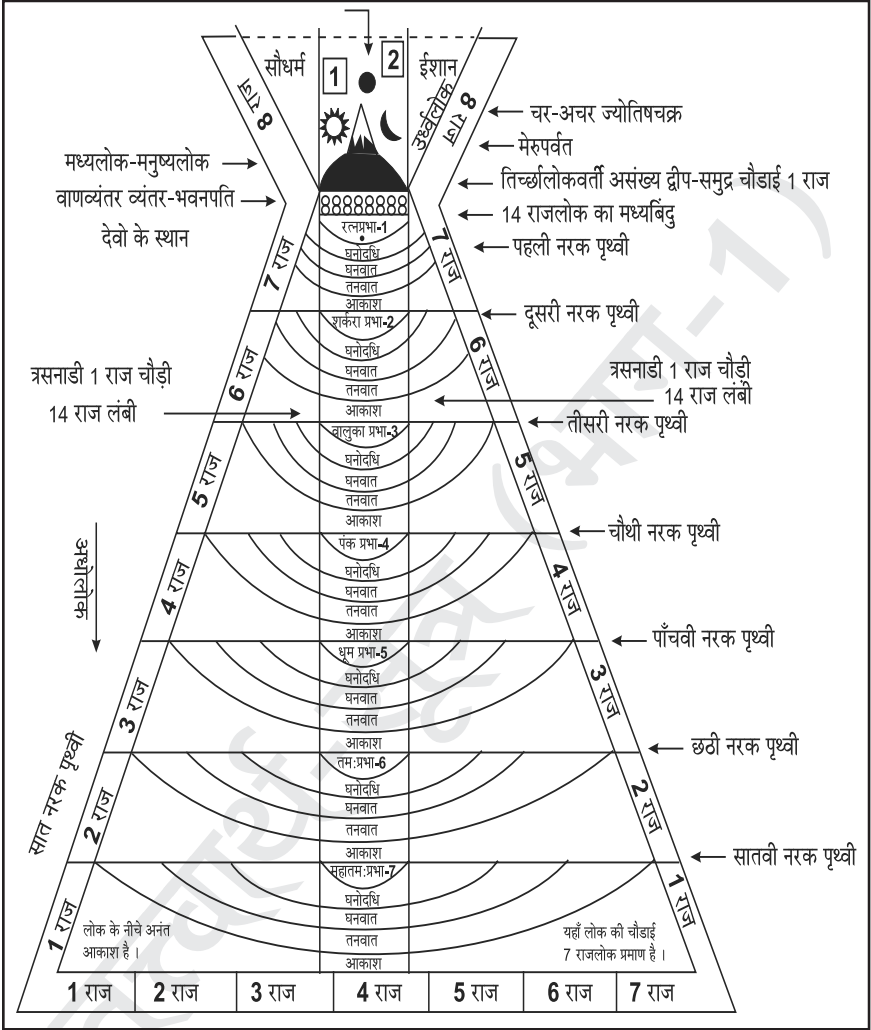 सौधर्म
1
2
ईशान
8 राज
उर्ध्वलोक
8 राज
चर-अचर ज्योतिषचक्र
मेरुपर्वत
मध्यलोक-मनुष्यलोक
तिर्च्छालोकवर्ती असंख्य द्वीप-समुद्र चौडाई 1 राज
वाणव्यंतर व्यंतर-भवनपति
14 राजलोक का मध्यबिंदु
देवो के स्थान
रत्नप्रभा-1
पहली नरक पृथ्वी
7 राज
7 राज
घनोदधि
घनवात
तनवात
आकाश
दूसरी नरक पृथ्वी
शर्करा प्रभा-2
6 राज
6 राज
घनोदधि
घनवात
तनवात
आकाश
त्रसनाडी 1 राज चौड़ी
14 राज लंबी
त्रसनाडी 1 राज चौड़ी
14 राज लंबी
तीसरी नरक पृथ्वी
वालुका प्रभा-3
5 राज
5 राज
घनोदधि
घनवात
तनवात
आकाश
चौथी नरक पृथ्वी
पंक प्रभा-4
अधोलोक
4 राज
4 राज
घनोदधि
घनवात
तनवात
आकाश
पाँचवी नरक पृथ्वी
धूम प्रभा-5
3 राज
3 राज
घनोदधि
घनवात
तनवात
आकाश
छठी नरक पृथ्वी
तम:प्रभा-6
सात नरक पृथ्वी
2 राज
2 राज
घनोदधि
घनवात
तनवात
आकाश
सातवी नरक पृथ्वी
महातम:प्रभा-7
1 राज
1 राज
घनोदधि
घनवात
तनवात
आकाश
लोक के नीचे अनंत
आकाश है ।
यहाँ लोक की चौडाई
7 राजलोक प्रमाण है ।
1 राज 2 राज 3 राज 4 राज 5 राज 6 राज 7 राज
तत्त्वार्थ-सूत्र (भाग-1)